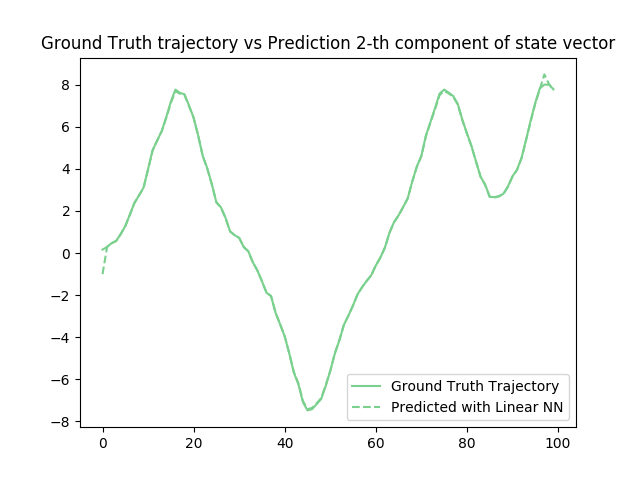 Ground Truth trajectory vs Prediction 2-th component of state vector
8
6
4
2
0
−2
−4
−6
−8
0 20 40 60 80 100
Ground Truth Trajectory
Predicted with Linear NN